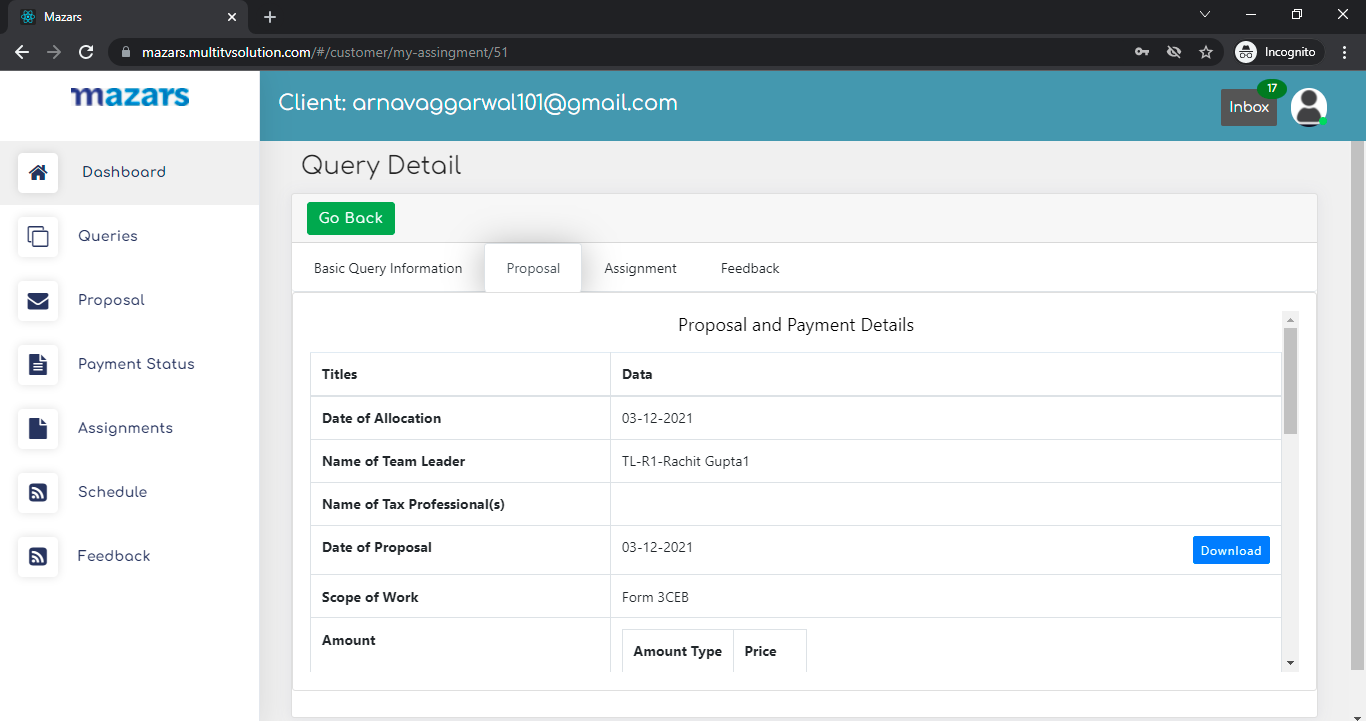 Mazars
mazars.multitvsolution.com/#/customer/my-assingment/51
Incognito
mazars
Client: arnavaggarwal101@gmail.com
Inbox
17
Dashboard
Queries
Proposal
Payment Status
Assignments
Schedule
Feedback
Query Detail
Go Back
Basic Query Information
Proposal
Assignment
Feedback
Proposal and Payment Details
Titles
Data
Date of Allocation
03-12-2021
Name of Team Leader
TL-R1-Rachit Gupta1
Name of Tax Professional(s)
Date of Proposal
03-12-2021
Download
Scope of Work
Form 3CEB
Amount
Amount Type
Price